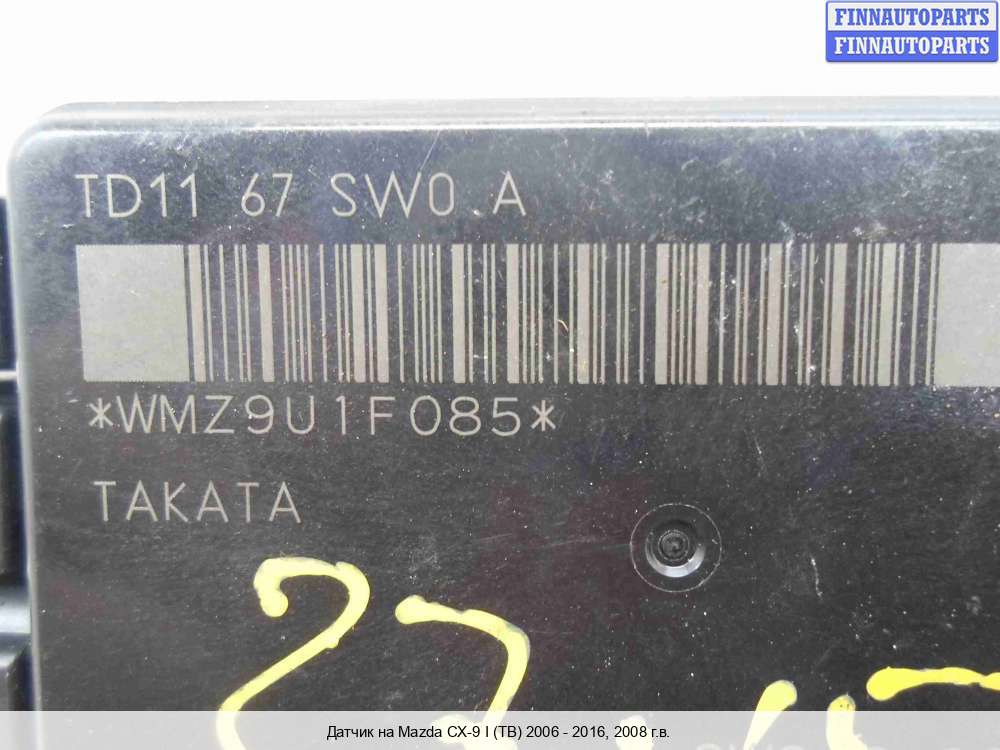 FINNAUTOPARTS
FINNAUTOPARTS
TD11 67 SW0 A
*WMZ9U1F085*
TAKATA
Датчик на Mazda CX-9 I (TB) 2006 - 2016, 2008 г.в.